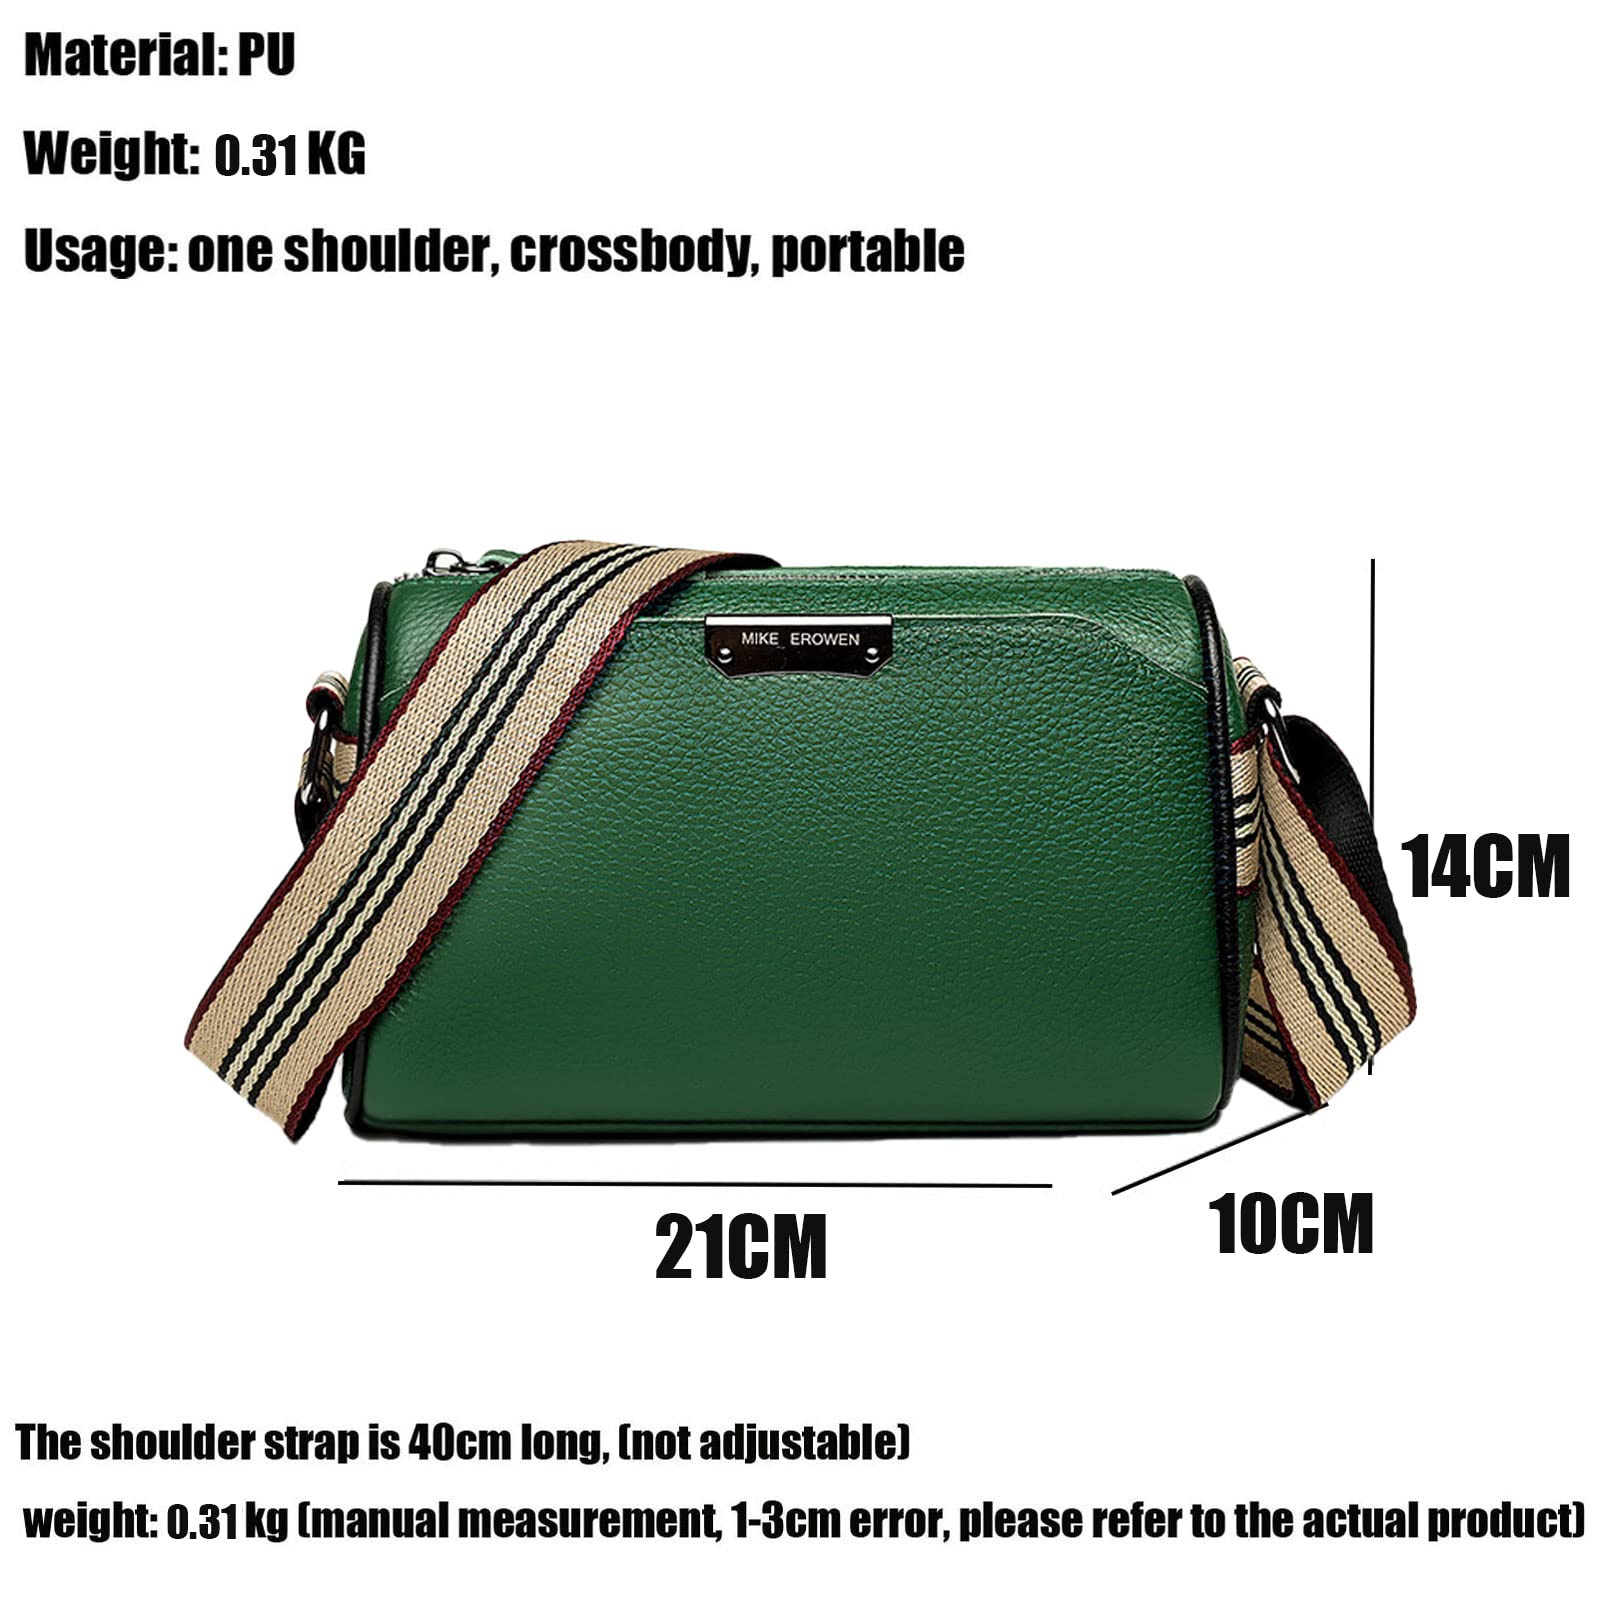 Material: PU
Weight: 0.31 KG
Usage: one shoulder, crossbody, portable
MIKE EROWEN
14CM
10CM
21CM
The shoulder strap is 40cm long, (not adjustable)
weight: 0.31 kg (manual measurement, 1-3cm error, please refer to the actual product)